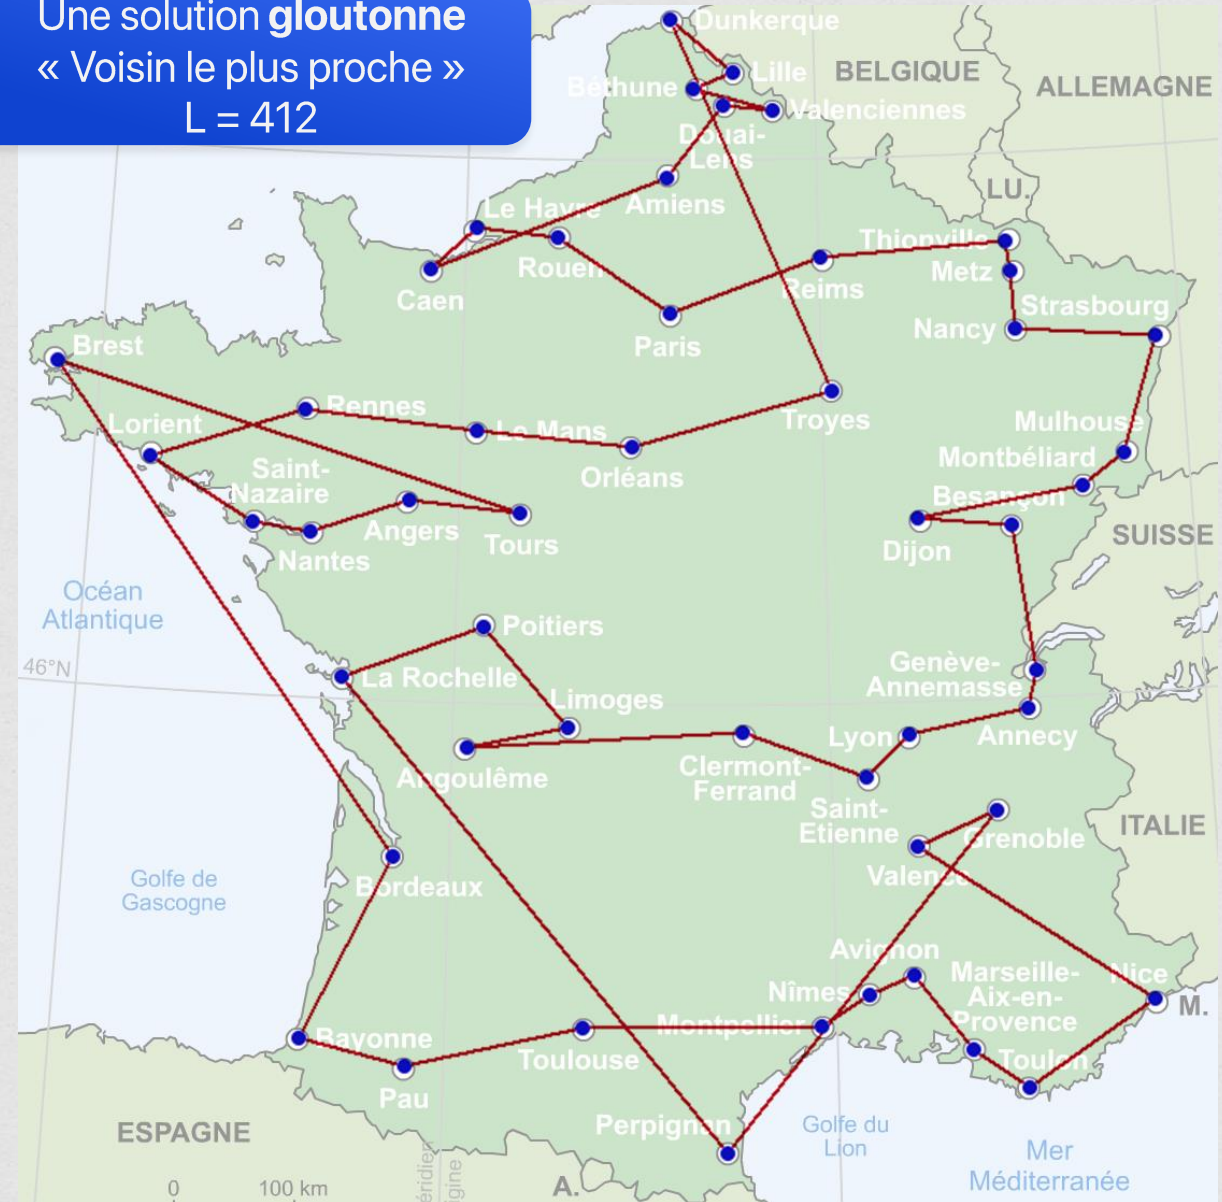 Une solution gloutonne
« Voisin le plus proche »
L = 412
Dunkerque
Lille
BELGIQUE
ALLEMAGNE
Béthune
Valenciennes
Douai-
Lens
LU.
Amiens
Le Havre
Rouen
Caen
Thionville
Metz
Reims
Strasbourg
Nancy
Paris
Brest
Rennes
Lorient
Le Mans
Troyes
Mulhouse
Orléans
Montbéliard
Saint-
Nazaire
Besançon
Angers
Tours
Nantes
Dijon
SUISSE
Océan
Atlantique
Poitiers
46°N
La Rochelle
Genève-
Annemasse
Limoges
Lyon
Annecy
Angoulême
Clermont-
Ferrand
Saint-
Etienne
ITALIE
Grenoble
Valence
Golfe de
Gascogne
Bordeaux
Avignon
Nîmes
Marseille-
Aix-en-
Provence
Nice
M.
Bayonne
Montpellier
Toulouse
Toulon
Pau
Perpignan
Golfe du
Lion
ESPAGNE
Mer
Méditerranée
A.
0
100 km